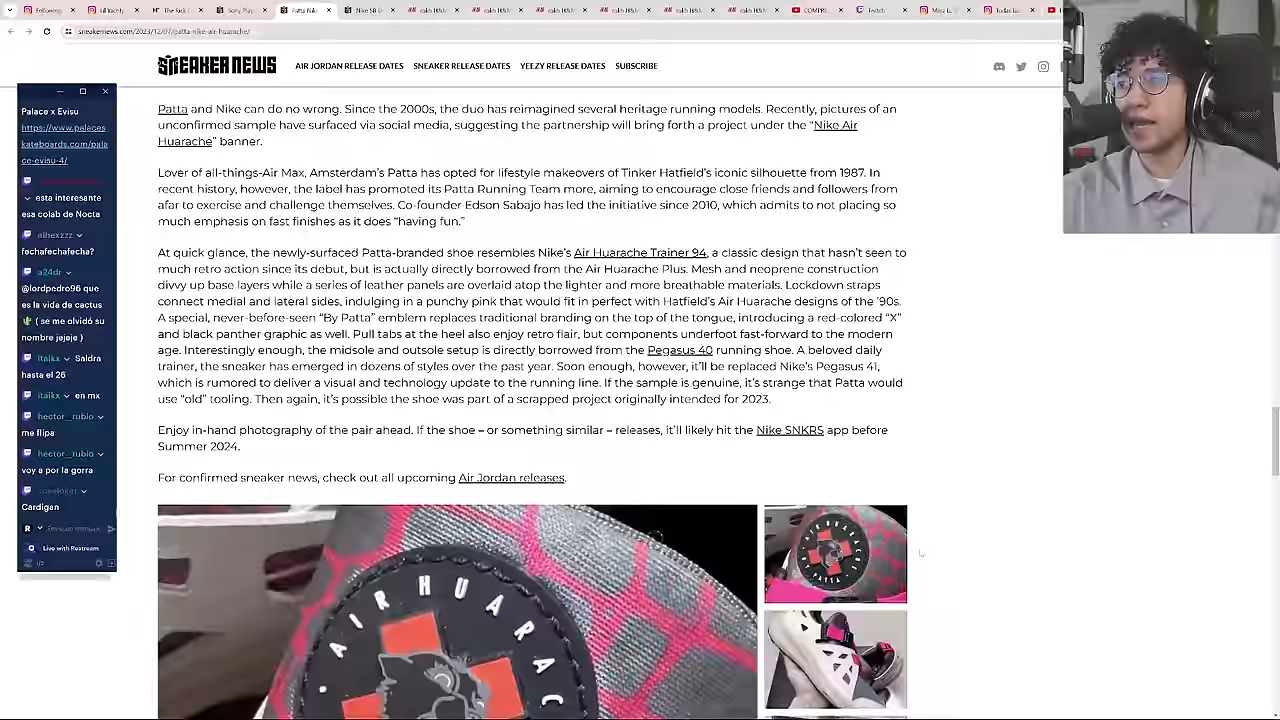 Following
Sony Play
Patta Nik
Nike SB D
sneakernews.com/2023/12/07/patta-nike-air-huarache/
SNEAKER NEWS
AIR JORDAN RELEASE DATES
SNEAKER RELEASE DATES
YEEZY RELEASE DATES
SUBSCRIBE
Palace x Evisu
https://www.palaces
kateboards.com/pala
ce-evisu-4/
esta interesante
esa colab de Nocta
alhexzzz
fechafechafecha?
a24dr
@lordpedro96 que
es la vida de cactus
🌵 ( se me olvidó su
nombre jejeje )
italkx Saldra
hasta el 26
italkx en mx
hector_rubio
me flipa
hector_rubio
voy a por la gorra
Cardigan
Live with Restream
1/2
Patta and Nike can do no wrong. Since the 2000s, the duo has reimagined several heritage running models. Recently, pictures of an
unconfirmed sample have surfaced via social media, suggesting the partnership will bring forth a project under the “Nike Air
Huarache” banner.
Lover of all-things-Air Max, Amsterdam’s Patta has opted for lifestyle makeovers of Tinker Hatfield’s iconic silhouette from 1987. In
recent history, however, the label has promoted its Patta Running Team more, aiming to encourage close friends and followers from
afar to exercise and challenge themselves. Co-founder Edson Sabajo has led the initiative since 2010, which admits to not placing so
much emphasis on fast finishes as it does “having fun.”
At quick glance, the newly-surfaced Patta-branded shoe resembles Nike’s Air Huarache Trainer 94, a classic design that hasn’t seen to
much retro action since its debut, but is actually directly borrowed from the Air Huarache Plus. Mesh and neoprene construction
divvy up base layers while a series of leather panels are overlaid atop the lighter and more breathable materials. Lockdown straps
connect medial and lateral sides, indulging in a punchy pink that would fit in perfect with Hatfield’s Air Huarache designs of the ’90s.
A special, never-before-seen “By Patta” emblem replaces traditional branding on the top of the tongue, introducing a red-colored “X”
and black panther graphic as well. Pull tabs at the heel also enjoy retro flair, but components underfoot fast-forward to the modern
age. Interestingly enough, the midsole and outsole setup is directly borrowed from the Pegasus 40 running shoe. A beloved daily
trainer, the sneaker has emerged in dozens of styles over the past year. Soon enough, however, it’ll be replaced Nike’s Pegasus 41,
which is rumored to deliver a visual and technology update to the running line. If the sample is genuine, it’s strange that Patta would
use “old” tooling. Then again, it’s possible the shoe was part of a scrapped project originally intended for 2023.
Enjoy in-hand photography of the pair ahead. If the shoe – or something similar – releases, it’ll likely hit the Nike SNKRS app before
Summer 2024.
For confirmed sneaker news, check out all upcoming Air Jordan releases.
AIR HUARAC
AIR HUARACHE
PATTA